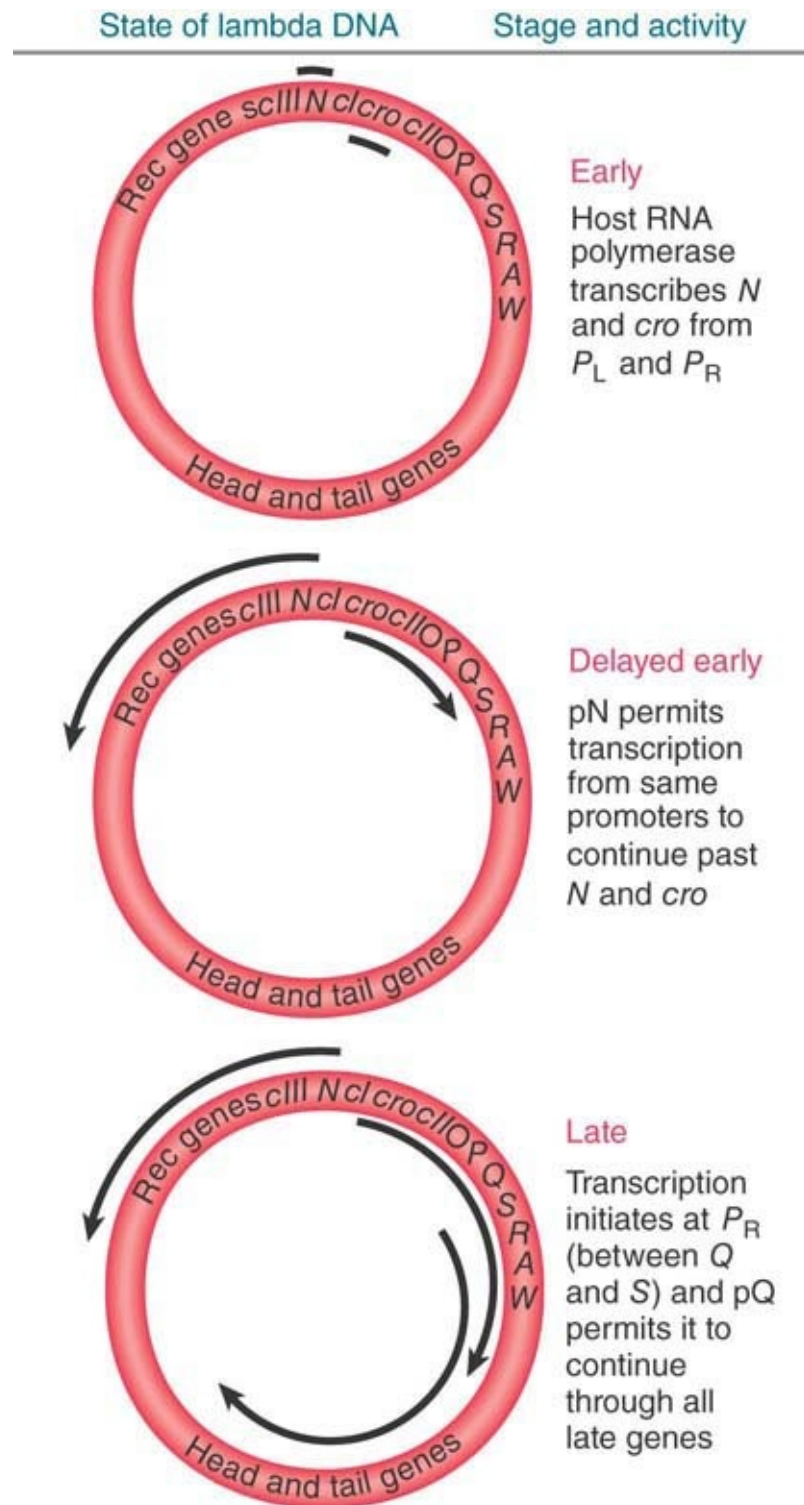 State of lambda DNA
Stage and activity
Rec gene scIII N cI cro cII O P Q S R A W
Head and tail genes
Early
Host RNA
polymerase
transcribes N
and cro from
PL and PR
Rec genes cIII N cI cro cII O P Q S R A W
Head and tail genes
Delayed early
pN permits
transcription
from same
promoters to
continue past
N and cro
Rec genes cIII N cI cro cII O P Q S R A W
Head and tail genes
Late
Transcription
initiates at PR
(between Q
and S) and pQ
permits it to
continue
through all
late genes